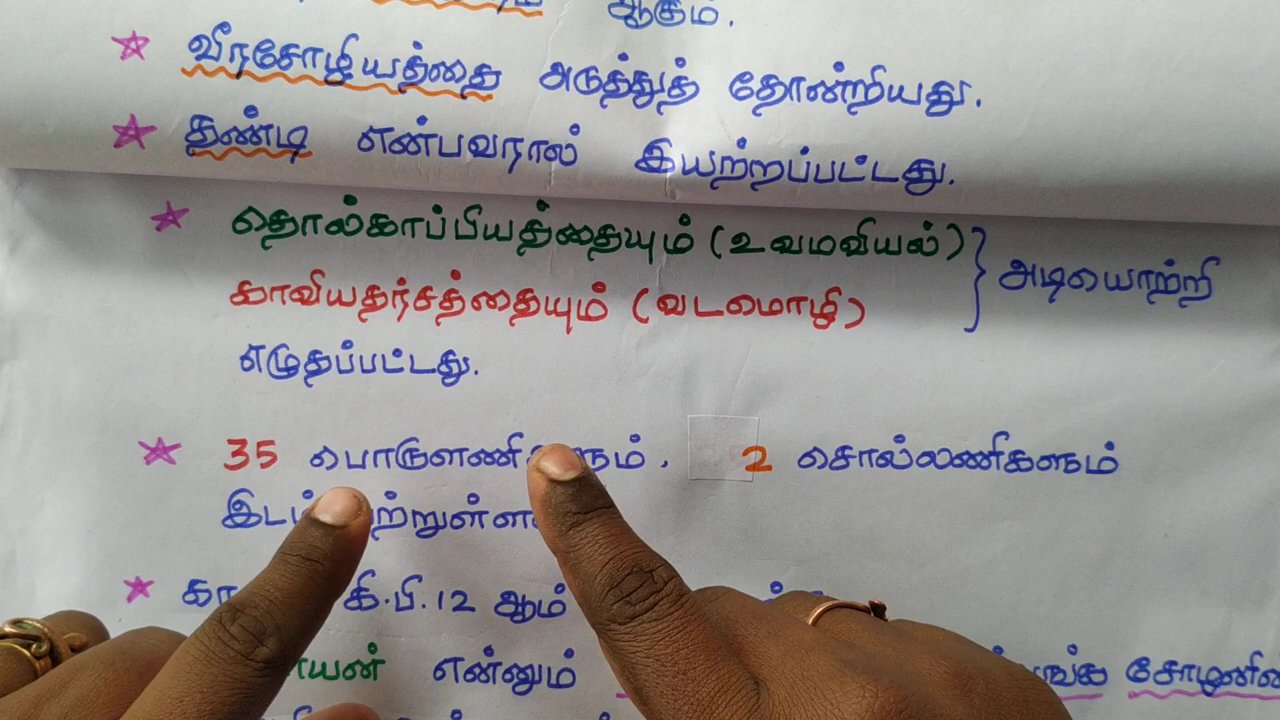 ஆகும்.
வீரசோழியத்தை அடுத்துத் தோன்றியது.
தண்டி என்பவரால் இயற்றப்பட்டது.
தொல்காப்பியத்தையும் (உவமவியல்)
காவியதர்சத்தையும் (வடமொழி) } அடியொற்றி
எழுதப்பட்டது.
35 பொருளணிகளும், 2 சொல்லணிகளும்
கி.பி.12 ஆம்
என்னும் சோழனின்